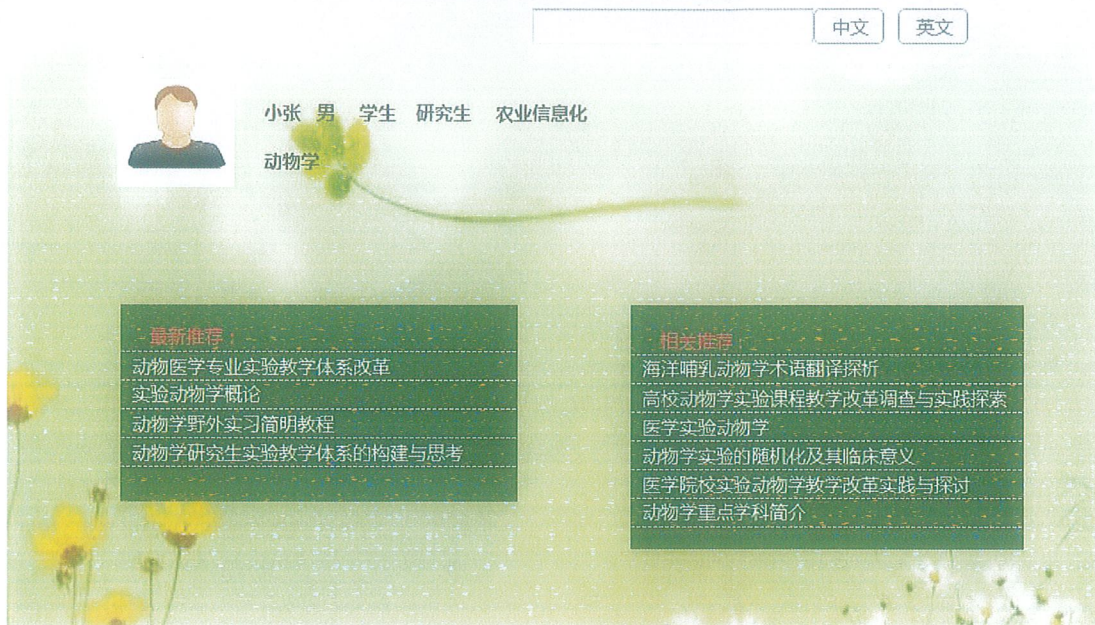 中文 英文
小张 男 学生 研究生 农业信息化
动物学
最新推荐：
动物医学专业实验教学体系改革
实验动物学概论
动物学野外实习简明教程
动物学研究生实验教学体系的构建与思考
相关推荐：
海洋哺乳动物学术语翻译探析
高校动物学实验课程教学改革调查与实践探索
医学实验动物学
动物学实验的随机化及其临床意义
医学院校实验动物学教学改革实践与探讨
动物学重点学科简介